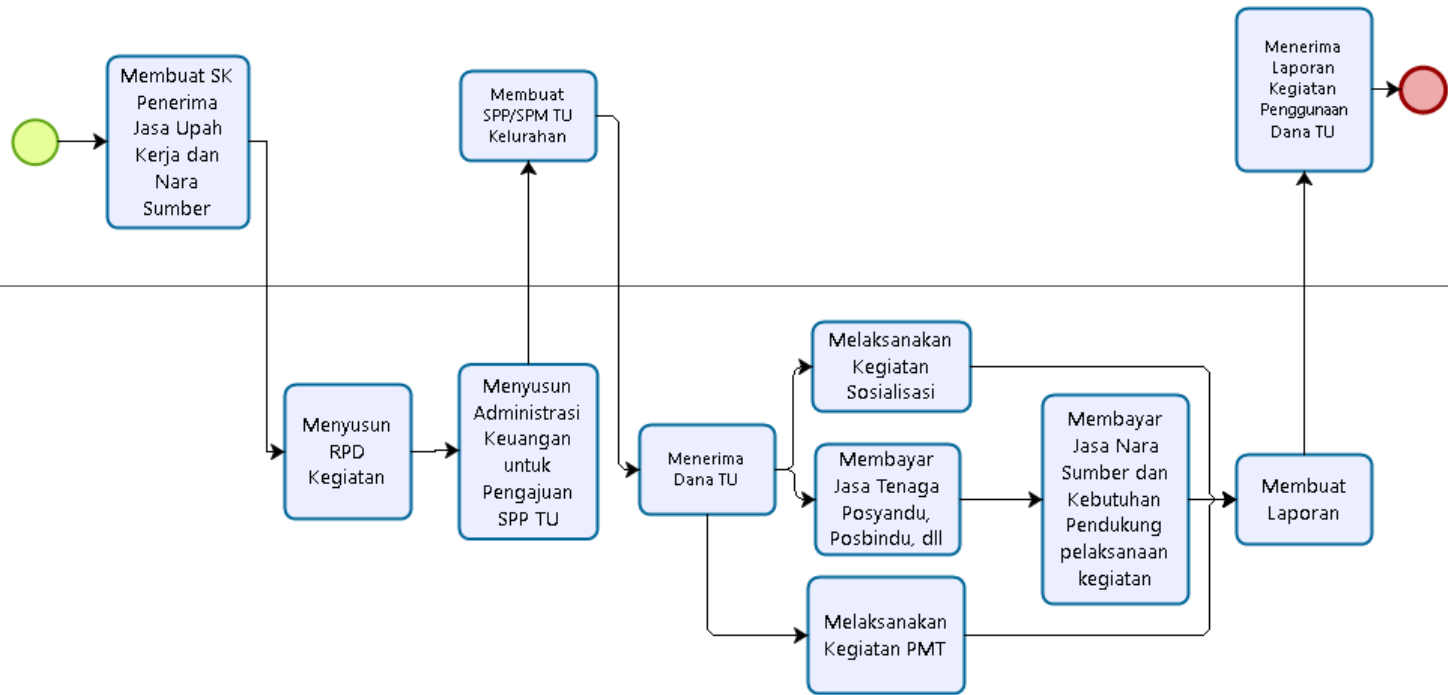 Membuat SK
Penerima
Jasa Upah
Kerja dan
Nara
Sumber
Menyusun
RPD
Kegiatan
Menyusun
Administrasi
Keuangan
untuk
Pengajuan
SPP TU
Membuat
SPP/SPM TU
Kelurahan
Menerima
Dana TU
Melaksanakan
Kegiatan
Sosialisasi
Membayar
Jasa Tenaga
Posyandu,
Posbindu, dll
Melaksanakan
Kegiatan PMT
Membayar
Jasa Nara
Sumber dan
Kebutuhan
Pendukung
pelaksanaan
kegiatan
Membuat
Laporan
Menerima
Laporan
Kegiatan
Penggunaan
Dana TU